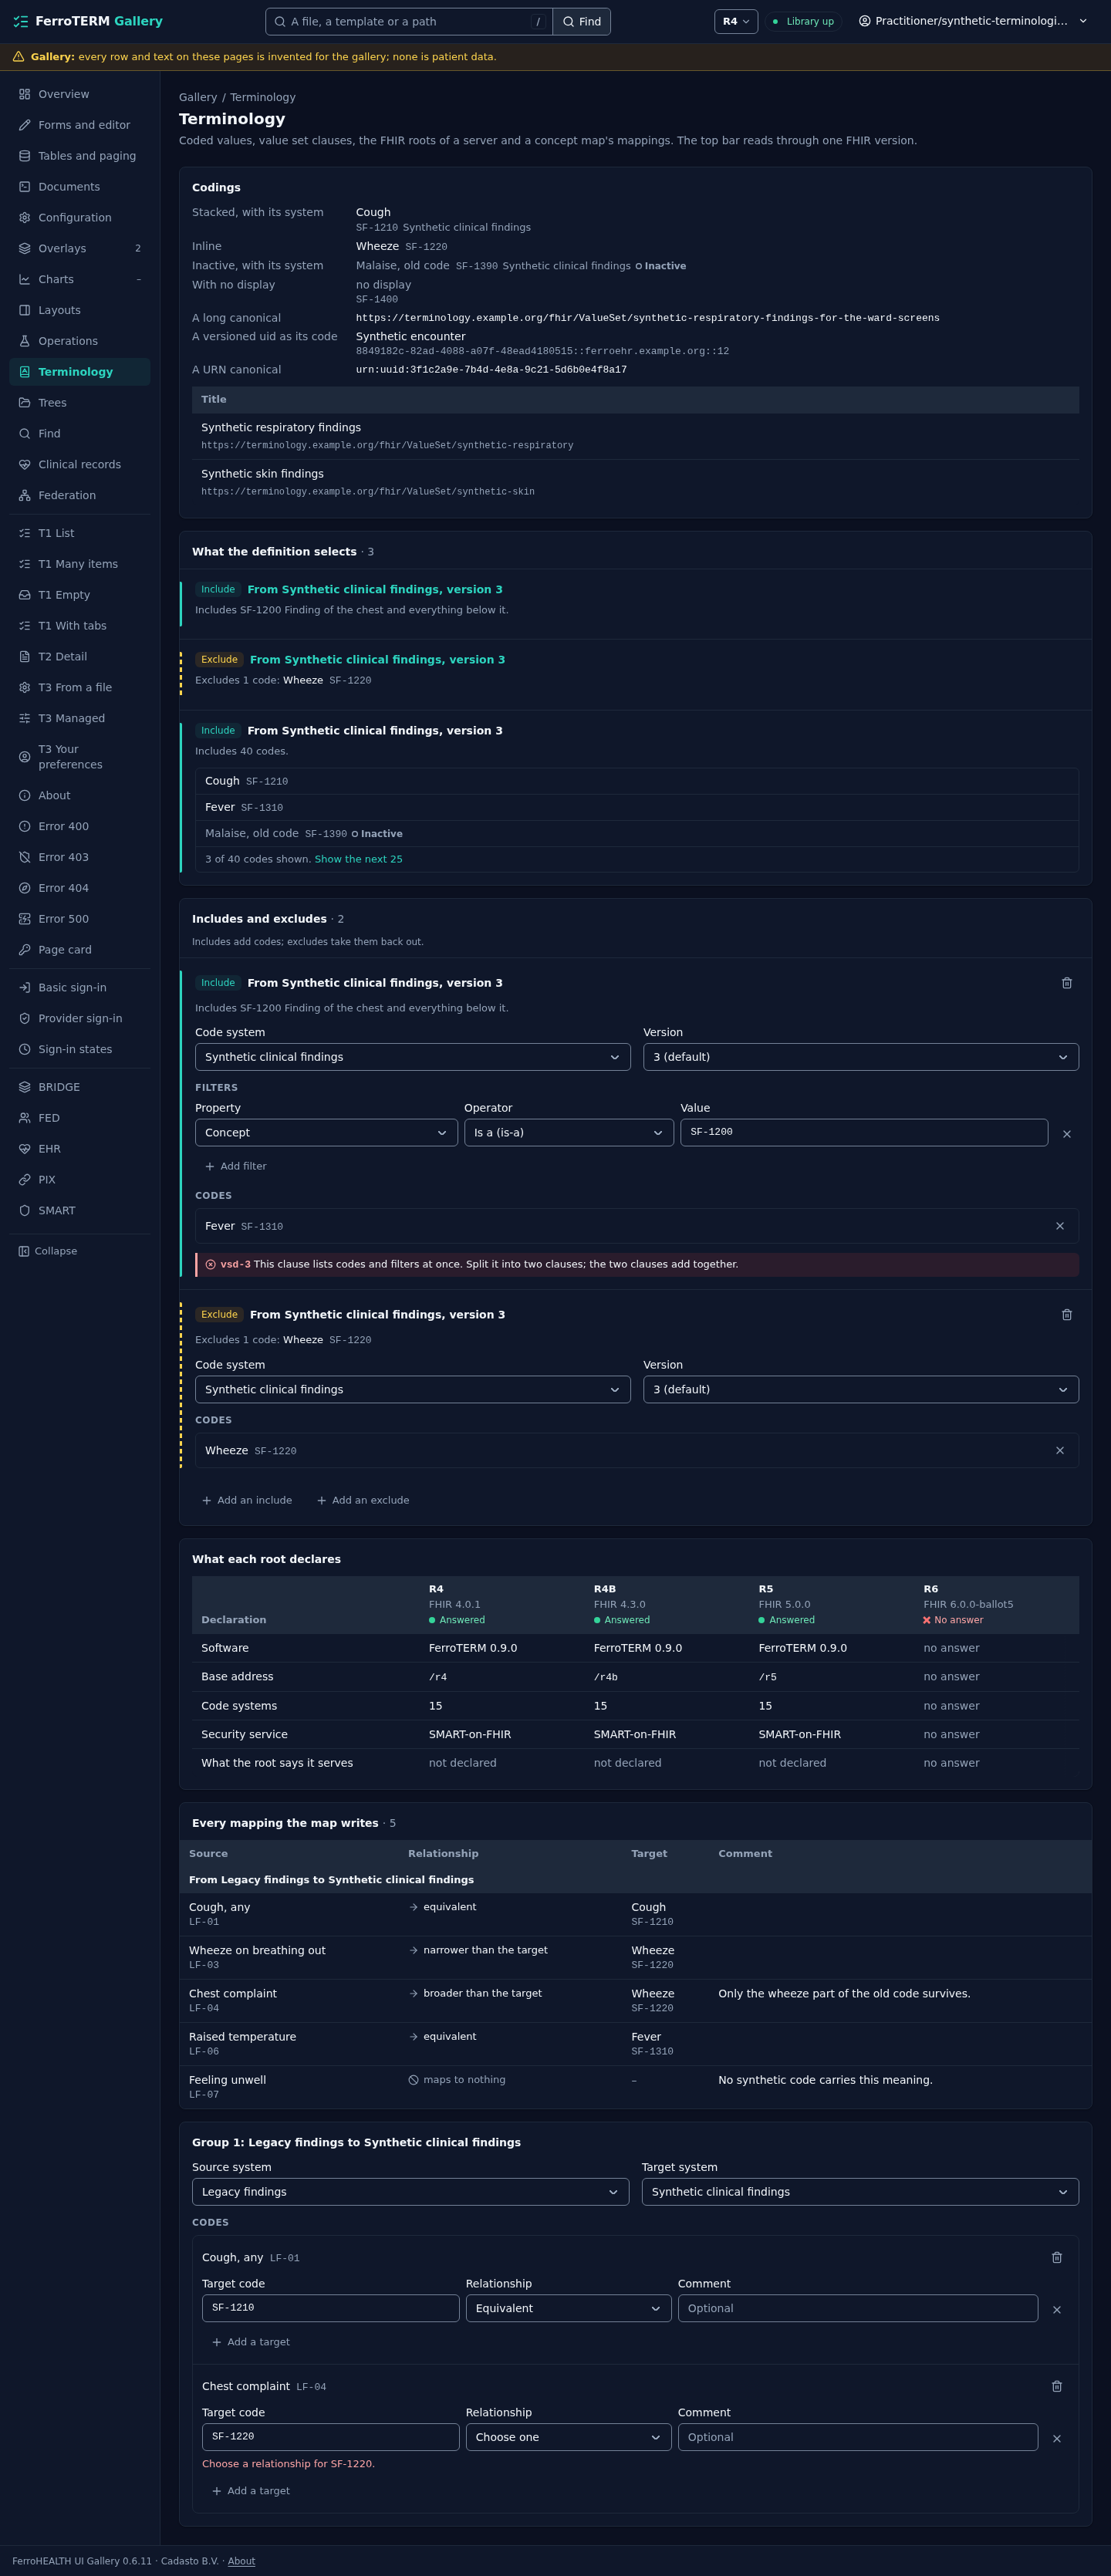 FerroTERM Gallery
A file, a template or a path
/
Find
R4
Library up
Practitioner/synthetic-terminologi…
Gallery: every row and text on these pages is invented for the gallery; none is patient data.
Overview
Forms and editor
Tables and paging
Documents
Configuration
Overlays 2
Charts –
Layouts
Operations
Terminology
Trees
Find
Clinical records
Federation
T1 List
T1 Many items
T1 Empty
T1 With tabs
T2 Detail
T3 From a file
T3 Managed
T3 Your
preferences
About
Error 400
Error 403
Error 404
Error 500
Page card
Basic sign-in
Provider sign-in
Sign-in states
BRIDGE
FED
EHR
PIX
SMART
Collapse
Gallery / Terminology
Terminology
Coded values, value set clauses, the FHIR roots of a server and a concept map's mappings. The top bar reads through one FHIR version.
Codings
Stacked, with its system Cough
SF-1210 Synthetic clinical findings
Inline Wheeze SF-1220
Inactive, with its system Malaise, old code SF-1390 Synthetic clinical findings Inactive
With no display no display
SF-1400
A long canonical https://terminology.example.org/fhir/ValueSet/synthetic-respiratory-findings-for-the-ward-screens
A versioned uid as its code Synthetic encounter
8849182c-82ad-4088-a07f-48ead4180515::ferroehr.example.org::12
A URN canonical urn:uuid:3f1c2a9e-7b4d-4e8a-9c21-5d6b0e4f8a17
Title
Synthetic respiratory findings
https://terminology.example.org/fhir/ValueSet/synthetic-respiratory
Synthetic skin findings
https://terminology.example.org/fhir/ValueSet/synthetic-skin
What the definition selects · 3
Include From Synthetic clinical findings, version 3
Includes SF-1200 Finding of the chest and everything below it.
Exclude From Synthetic clinical findings, version 3
Excludes 1 code: Wheeze SF-1220
Include From Synthetic clinical findings, version 3
Includes 40 codes.
Cough SF-1210
Fever SF-1310
Malaise, old code SF-1390 Inactive
3 of 40 codes shown. Show the next 25
Includes and excludes · 2
Includes add codes; excludes take them back out.
Include From Synthetic clinical findings, version 3
Includes SF-1200 Finding of the chest and everything below it.
Code system Version
Synthetic clinical findings 3 (default)
FILTERS
Property Operator Value
Concept Is a (is-a) SF-1200
Add filter
CODES
Fever SF-1310
vsd-3 This clause lists codes and filters at once. Split it into two clauses; the two clauses add together.
Exclude From Synthetic clinical findings, version 3
Excludes 1 code: Wheeze SF-1220
Code system Version
Synthetic clinical findings 3 (default)
CODES
Wheeze SF-1220
Add an include Add an exclude
What each root declares
R4 R4B R5 R6
FHIR 4.0.1 FHIR 4.3.0 FHIR 5.0.0 FHIR 6.0.0-ballot5
Declaration Answered Answered Answered No answer
Software FerroTERM 0.9.0 FerroTERM 0.9.0 FerroTERM 0.9.0 no answer
Base address /r4 /r4b /r5 no answer
Code systems 15 15 15 no answer
Security service SMART-on-FHIR SMART-on-FHIR SMART-on-FHIR no answer
What the root says it serves not declared not declared not declared no answer
Every mapping the map writes · 5
Source Relationship Target Comment
From Legacy findings to Synthetic clinical findings
Cough, any equivalent Cough
LF-01 SF-1210
Wheeze on breathing out narrower than the target Wheeze
LF-03 SF-1220
Chest complaint broader than the target Wheeze Only the wheeze part of the old code survives.
LF-04 SF-1220
Raised temperature equivalent Fever
LF-06 SF-1310
Feeling unwell maps to nothing – No synthetic code carries this meaning.
LF-07
Group 1: Legacy findings to Synthetic clinical findings
Source system Target system
Legacy findings Synthetic clinical findings
CODES
Cough, any LF-01
Target code Relationship Comment
SF-1210 Equivalent Optional
Add a target
Chest complaint LF-04
Target code Relationship Comment
SF-1220 Choose one Optional
Choose a relationship for SF-1220.
Add a target
FerroHEALTH UI Gallery 0.6.11 · Cadasto B.V. · About